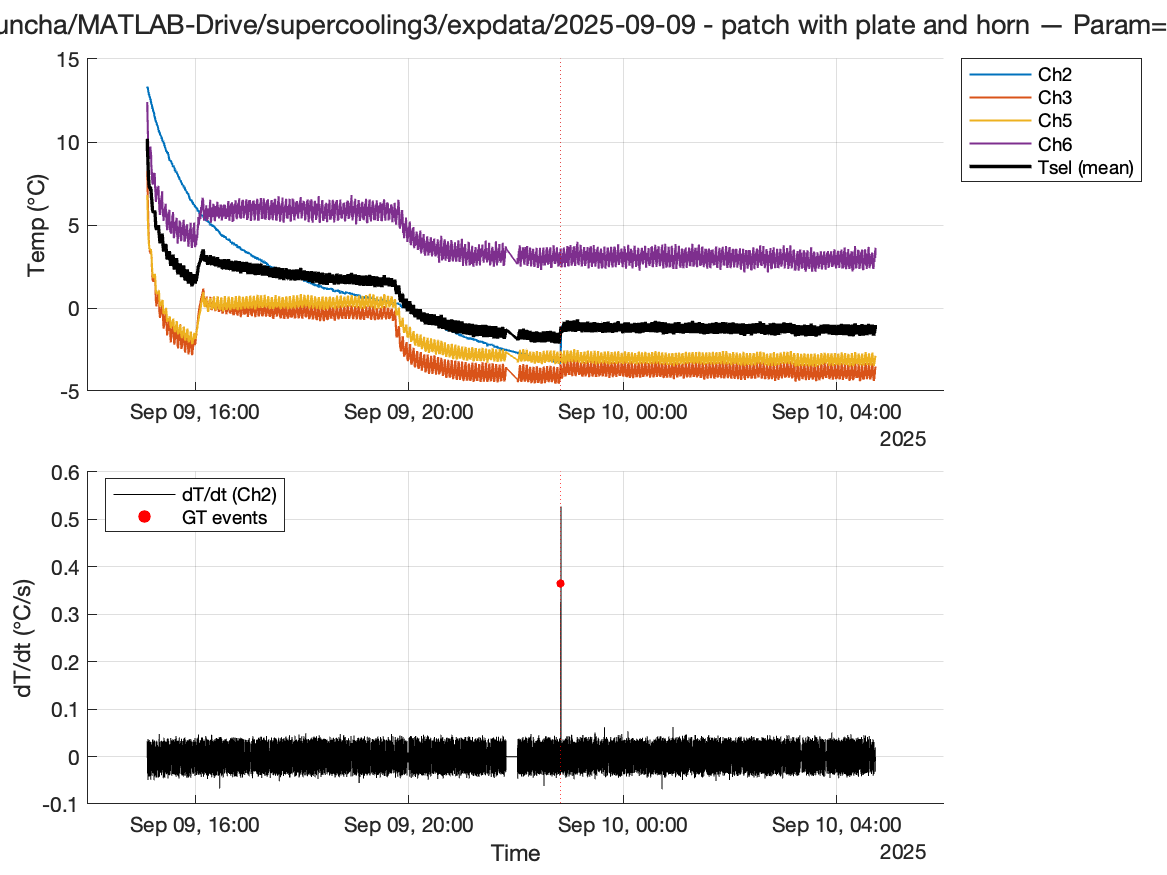 uncha/MATLAB-Drive/supercooling3/expdata/2025-09-09 - patch with plate and horn — Param=
15
10
5
0
-5
Temp (°C)
Sep 09, 16:00
Sep 09, 20:00
Sep 10, 00:00
Sep 10, 04:00
2025
Ch2
Ch3
Ch5
Ch6
Tsel (mean)
0.6
0.5
0.4
0.3
0.2
0.1
0
-0.1
dT/dt (°C/s)
dT/dt (Ch2)
GT events
Sep 09, 16:00
Sep 09, 20:00
Sep 10, 00:00
Sep 10, 04:00
Time
2025